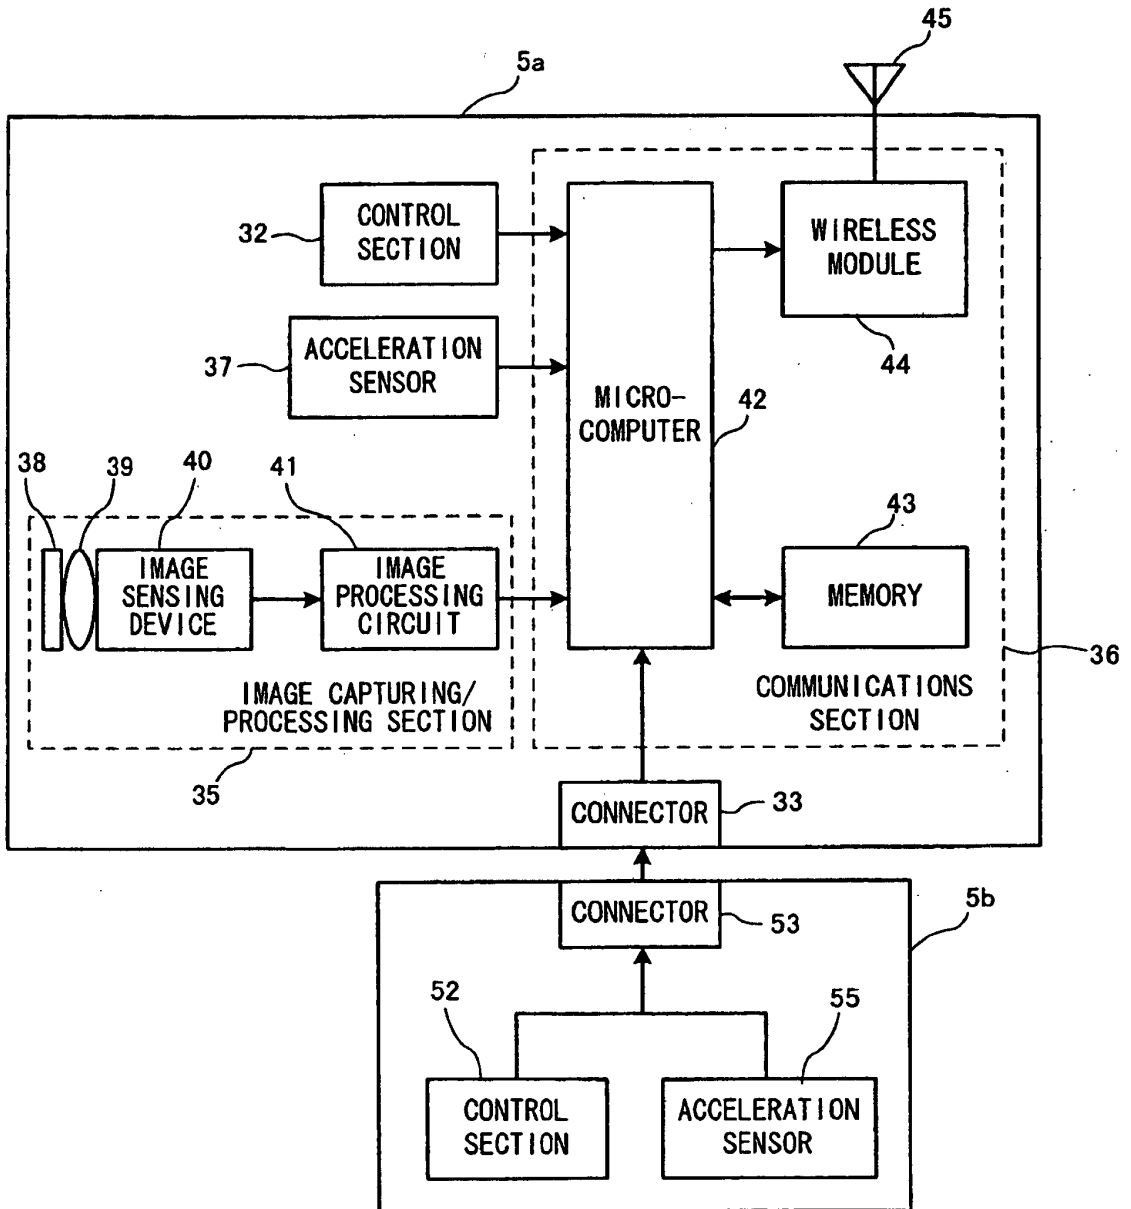 45
5a
CONTROL
SECTION
32
WIRELESS
MODULE
44
ACCELERATION
SENSOR
37
MICRO-
COMPUTER
42
38
39
40
41
43
IMAGE
SENSING
DEVICE
IMAGE
PROCESSING
CIRCUIT
MEMORY
36
IMAGE CAPTURING/
PROCESSING SECTION
35
COMMUNICATIONS
SECTION
CONNECTOR
33
CONNECTOR
53
5b
52
55
CONTROL
SECTION
ACCELERATION
SENSOR